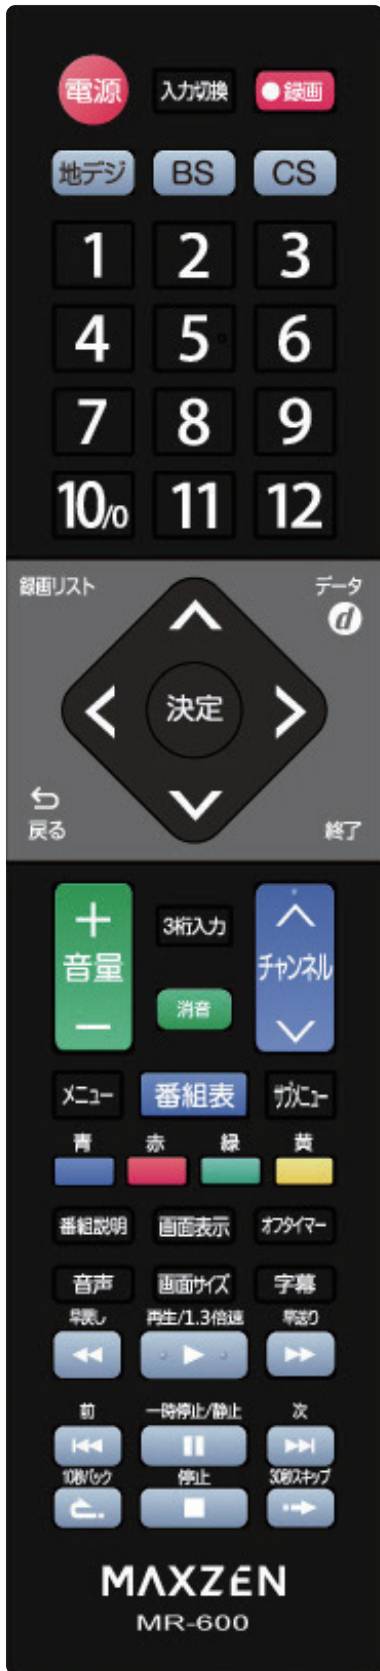 電源 入力切換 録画
地デジ BS CS
1 2 3
4 5 6
7 8 9
10/0 11 12
録画リスト データ
d
決定
戻る 終了
+ 3桁入力
音量 チャンネル
− 消音
メニュー 番組表 サブメニュー
青 赤 緑 黄
番組説明 画面表示 オフタイマー
音声 画面サイズ 字幕
早戻し 再生/1.3倍速 早送り
前 一時停止/静止 次
10秒バック 停止 30秒スキップ
MAXZEN
MR-600